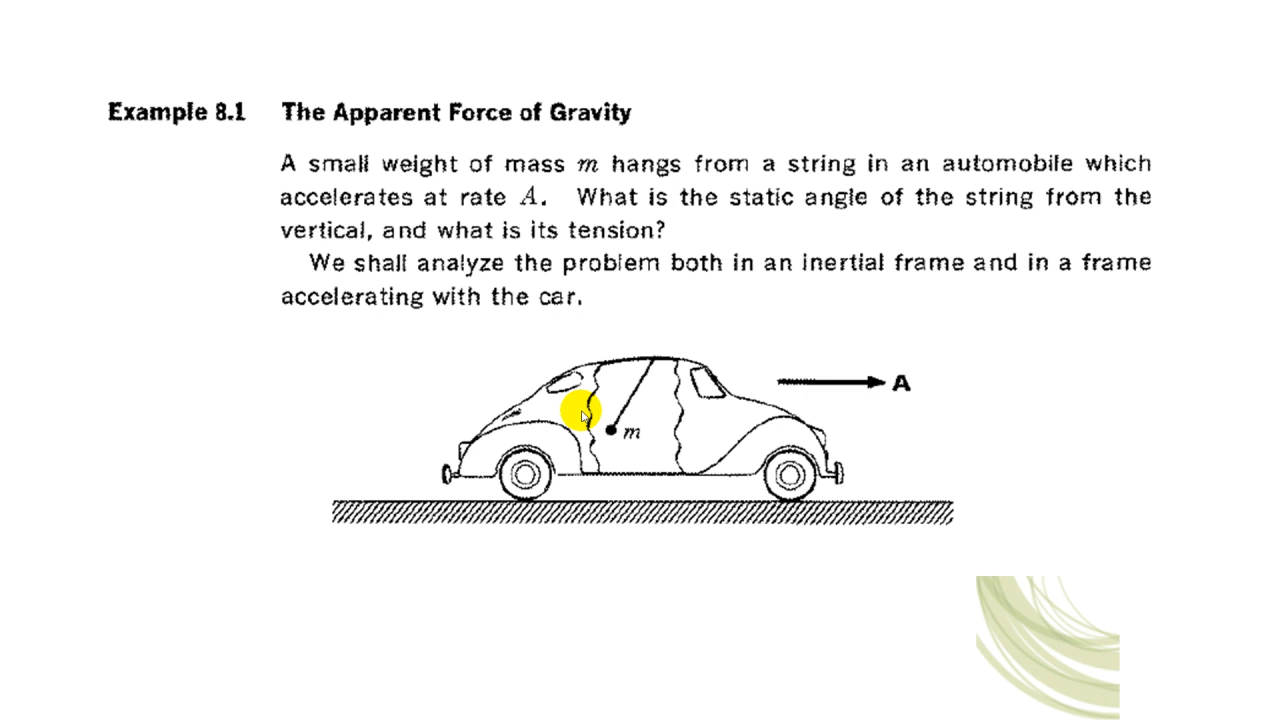 Example 8.1 The Apparent Force of Gravity
A small weight of mass m hangs from a string in an automobile which
accelerates at rate A. What is the static angle of the string from the
vertical, and what is its tension?
We shall analyze the problem both in an inertial frame and in a frame
accelerating with the car.
A
m